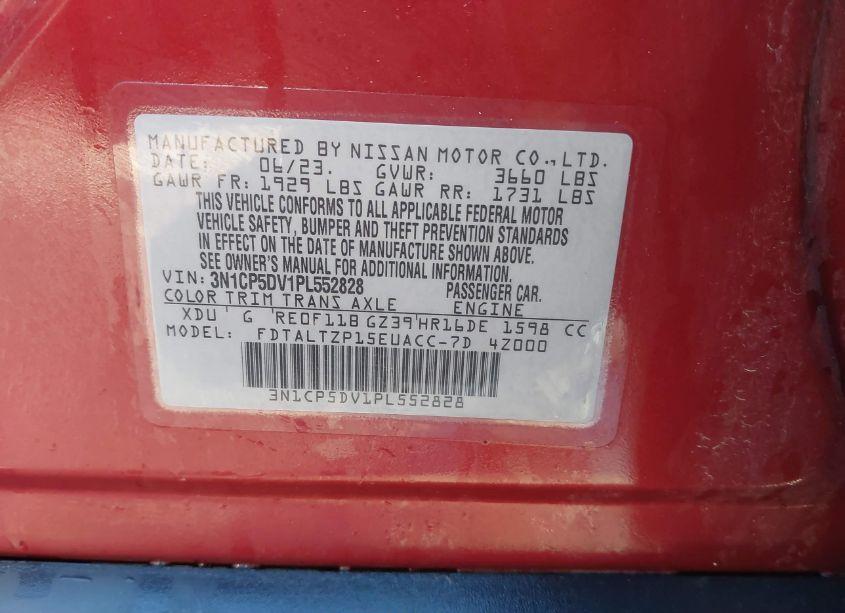 MANUFACTURED BY NISSAN MOTOR CO., LTD.
DATE: 06/23. GVWR: 3660 LBS
GAWR FR: 1929 LBS GAWR RR: 1731 LBS
THIS VEHICLE CONFORMS TO ALL APPLICABLE FEDERAL MOTOR
VEHICLE SAFETY, BUMPER AND THEFT PREVENTION STANDARDS
IN EFFECT ON THE DATE OF MANUFACTURE SHOWN ABOVE.
SEE OWNER'S MANUAL FOR ADDITIONAL INFORMATION.
VIN: 3N1CP5DV1PL552828 PASSENGER CAR.
COLOR TRIM TRANS AXLE ENGINE
XDU G RE0F11B GZ39 HR16DE 1598 CC
MODEL: FDTALTZP15EUACC-7D 4Z000
3N1CP5DV1PL552828